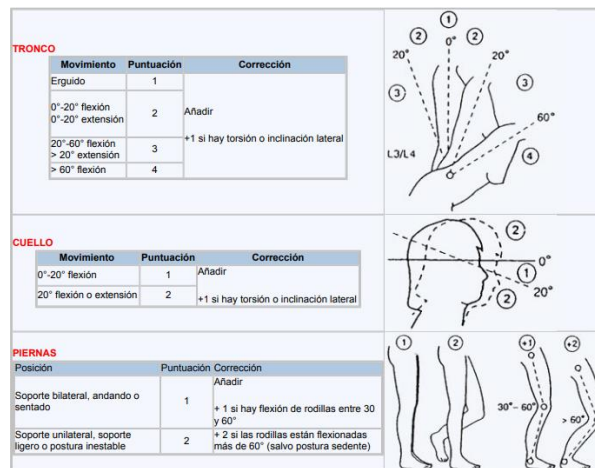 TRONCO
Movimiento Puntuación Corrección
Erguido 1
0°-20° flexión
0°-20° extensión
2
Añadir
+1 si hay torsión o inclinación lateral
20°-60° flexión
> 20° extensión
3
> 60° flexión 4
1
2 0° 2
20° 20°
3 3
60°
L3/L4
4
CUELLO
Movimiento Puntuación Corrección
0°-20° flexión 1
Añadir
20° flexión o extensión 2
+1 si hay torsión o inclinación lateral
2
0°
1
2 20°
PIERNAS
Posición Puntuación Corrección
Soporte bilateral, andando o
sentado
1
Añadir
+ 1 si hay flexión de rodillas entre 30
y 60°
Soporte unilateral, soporte
ligero o postura inestable
2
+ 2 si las rodillas están flexionadas
más de 60° (salvo postura sedente)
1 2 +1 +2
30°-60°
> 60°